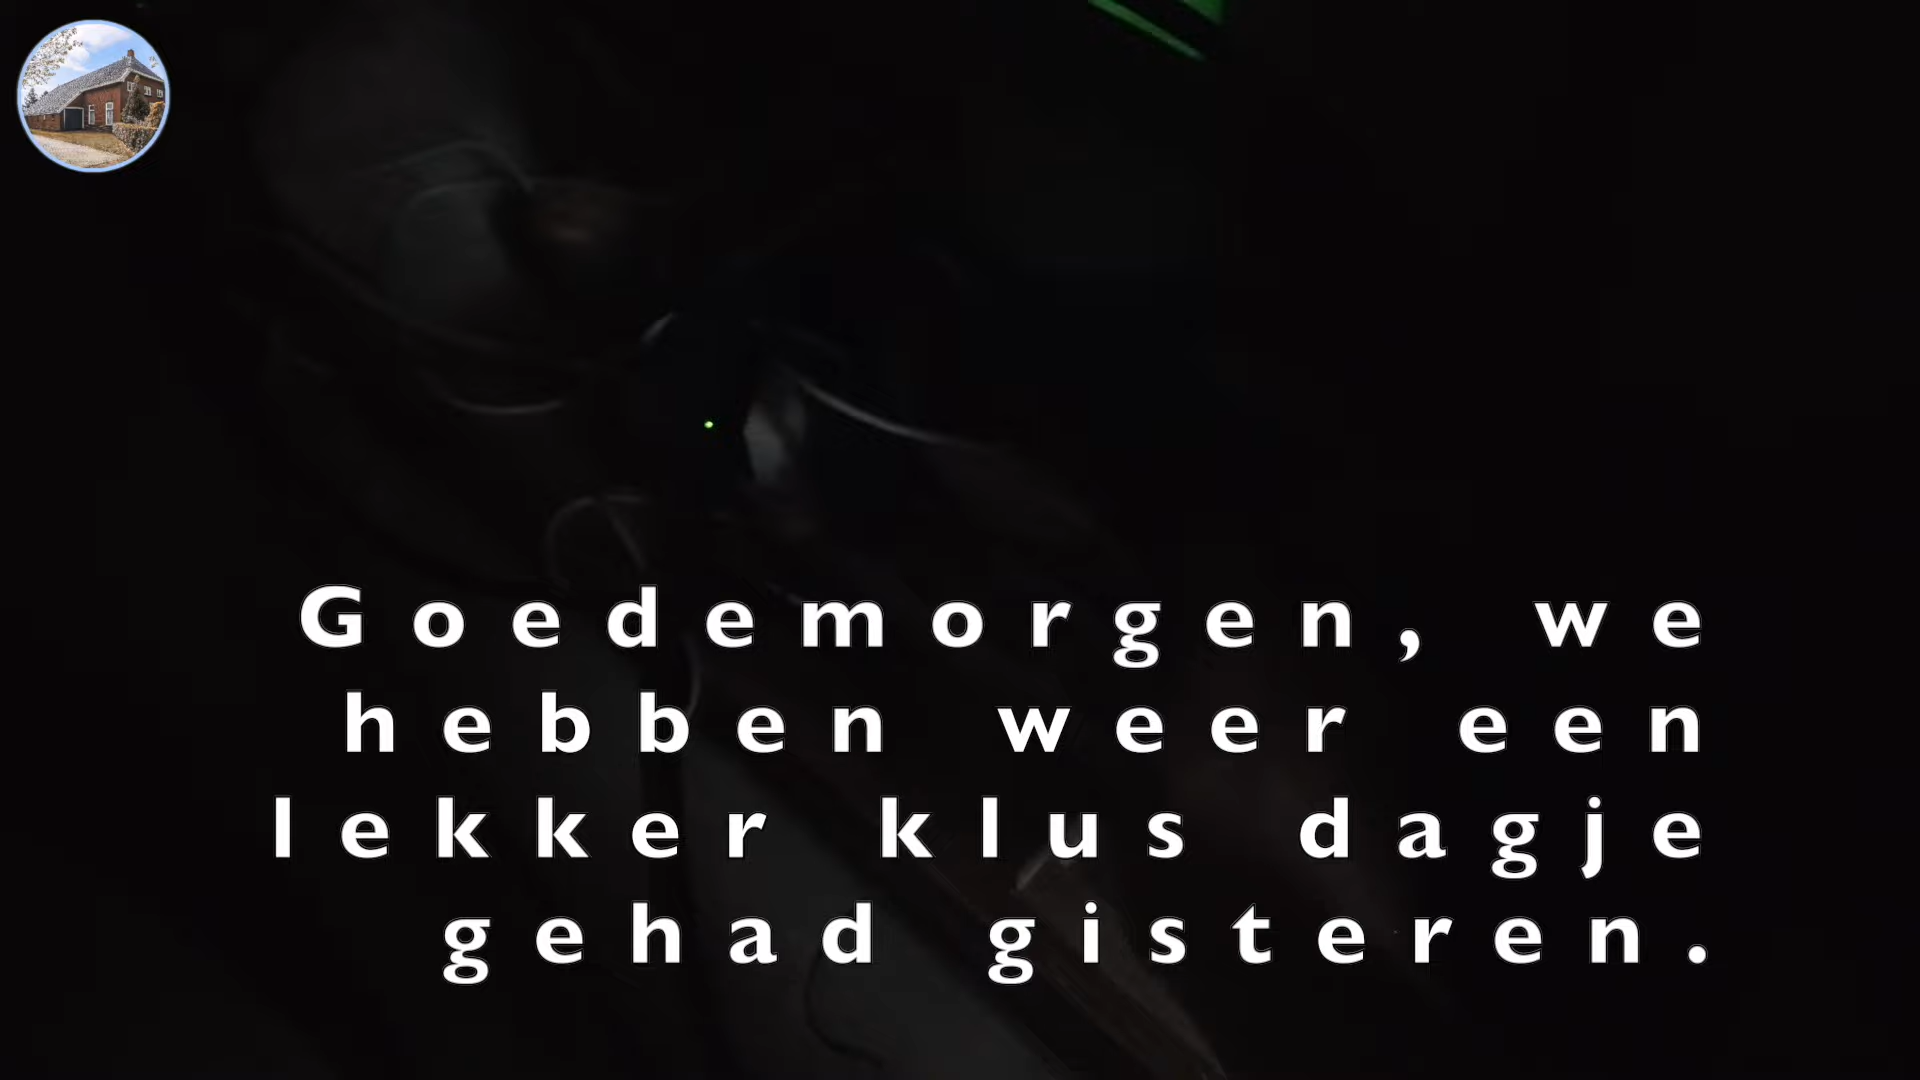 Goedemorgen, we
hebben weer een
lekker klus dagje
gehad gisteren.